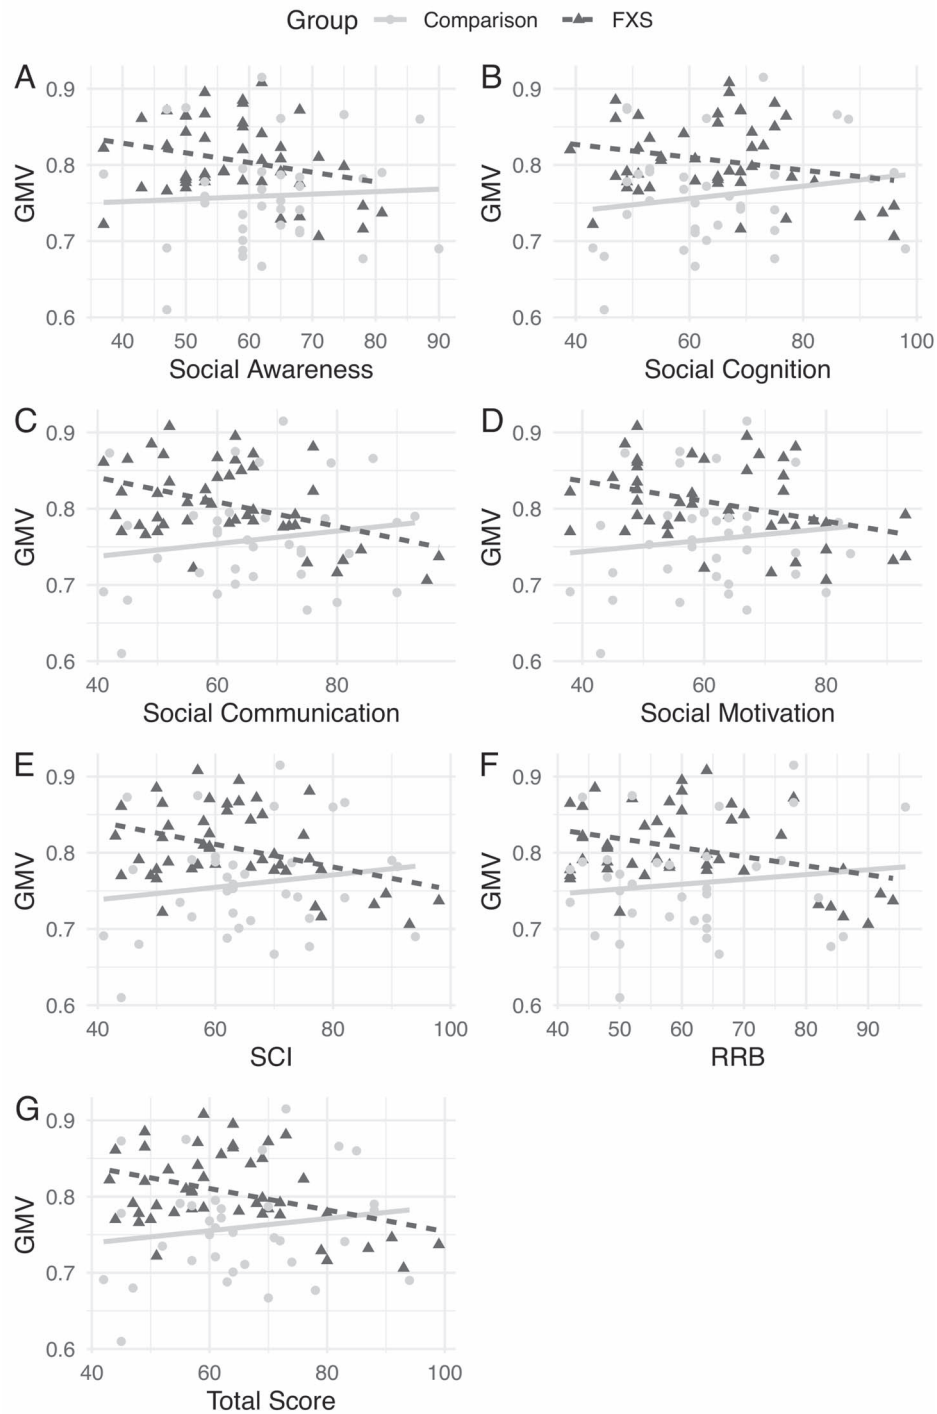 Group Comparison FXS
A B
0.9 0.9
0.8 0.8
GMV GMV
0.7 0.7
0.6 0.6
40 50 60 70 80 90 40 60 80 100
Social Awareness Social Cognition
C D
0.9 0.9
0.8 0.8
GMV GMV
0.7 0.7
0.6 0.6
40 60 80 40 60 80
Social Communication Social Motivation
E F
0.9 0.9
0.8 0.8
GMV GMV
0.7 0.7
0.6 0.6
40 60 80 100 40 50 60 70 80 90
SCI RRB
G
0.9
0.8
GMV
0.7
0.6
40 60 80 100
Total Score